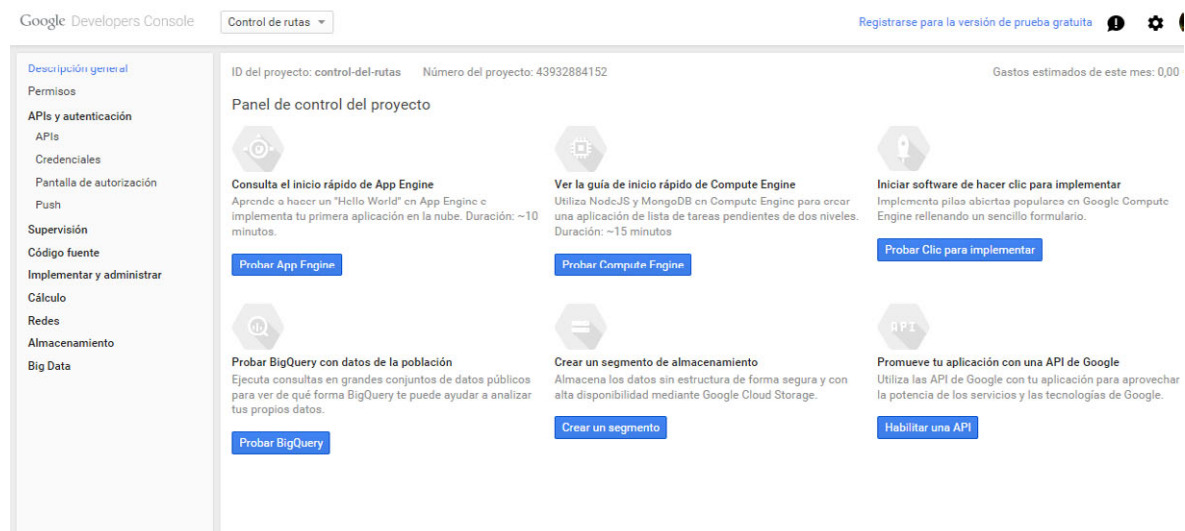 Google Developers Console
Control de rutas
Registrarse para la versión de prueba gratuita
Descripción general
Permisos
APIs y autenticación
APIs
Credenciales
Pantalla de autorización
Push
Supervisión
Código fuente
Implementar y administrar
Cálculo
Redes
Almacenamiento
Big Data
ID del proyecto: control-del-rutas Número del proyecto: 43932884152
Gastos estimados de este mes: 0,00
Panel de control del proyecto
Consulta el inicio rápido de App Engine
Aprende a hacer un "Hello World" en App Engine e
implementa tu primera aplicación en la nube. Duración: ~10
minutos.
Probar App Engine
Ver la guía de inicio rápido de Compute Engine
Utiliza NodeJS y MongoDB en Compute Engine para crear
una aplicación de lista de tareas pendientes de dos niveles.
Duración: ~15 minutos
Probar Compute Engine
Iniciar software de hacer clic para implementar
Implementa pilas abiertas populares en Google Compute
Engine rellenando un sencillo formulario.
Probar Clic para implementar
Probar BigQuery con datos de la población
Ejecuta consultas en grandes conjuntos de datos públicos
para ver de qué forma BigQuery te puede ayudar a analizar
tus propios datos.
Probar BigQuery
Crear un segmento de almacenamiento
Almacena los datos sin estructura de forma segura y con
alta disponibilidad mediante Google Cloud Storage.
Crear un segmento
API
Promueve tu aplicación con una API de Google
Utiliza las API de Google con tu aplicación para aprovechar
la potencia de los servicios y las tecnologías de Google.
Habilitar una API